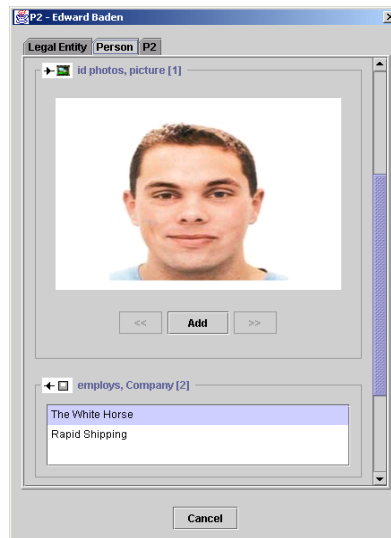 P2 - Edward Baden
Legal Entity Person P2
id photos, picture [1]
<< Add >>
employs, Company [2]
The White Horse
Rapid Shipping
Cancel